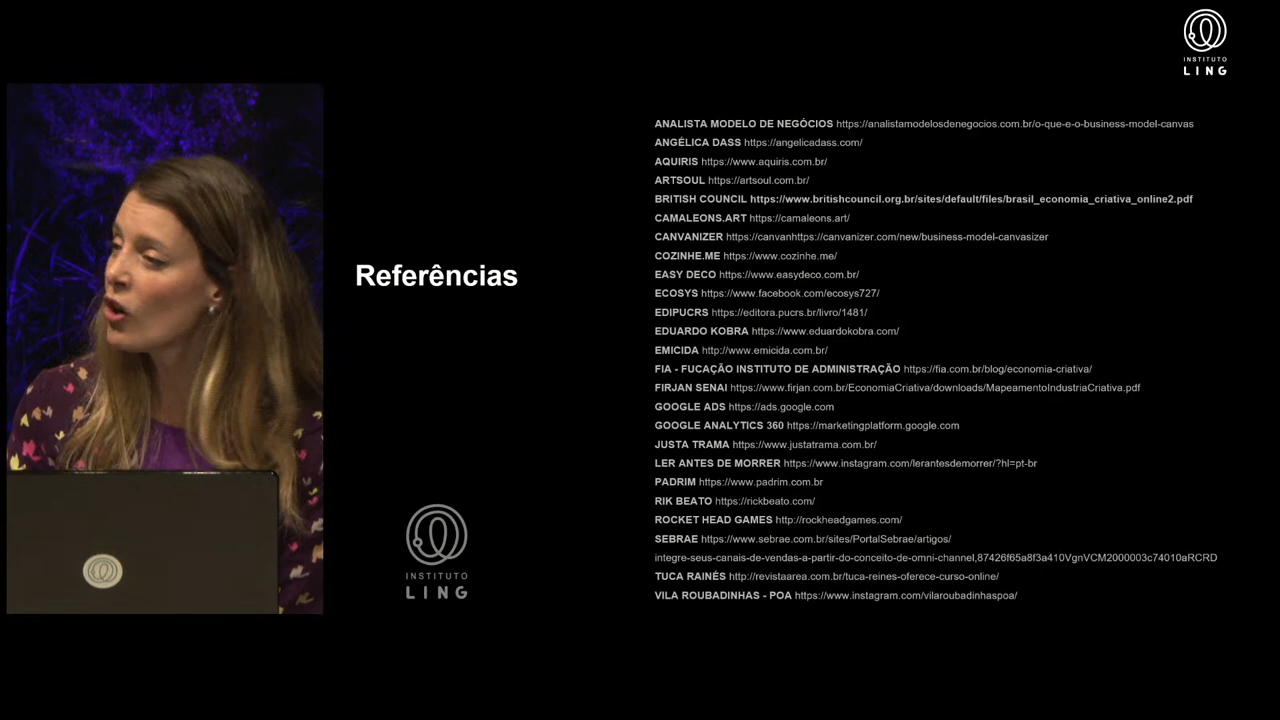 INSTITUTO
LING
ANALISTA MODELO DE NEGÓCIOS https://analistamodelosdenegocios.com.br/o-que-e-o-business-model-canvas
ANGÉLICA DASS https://angelicadass.com/
AQUIRIS https://www.aquiris.com.br/
ARTSOUL https://artsoul.com.br/
BRITISH COUNCIL https://www.britishcouncil.org.br/sites/default/files/brasil_economia_criativa_online2.pdf
CAMALEONS.ART https://camaleons.art/
CANVANIZER https://canvanhttps://canvanizer.com/new/business-model-canvasizer
COZINHE.ME https://www.cozinhe.me/
Referências
EASY DECO https://www.easydeco.com.br/
ECOSYS https://www.facebook.com/ecosys727/
EDIPUCRS https://editora.pucrs.br/livro/1481/
EDUARDO KOBRA https://www.eduardokobra.com/
EMICIDA http://www.emicida.com.br/
FIA - FUCAÇÃO INSTITUTO DE ADMINISTRAÇÃO https://fia.com.br/blog/economia-criativa/
FIRJAN SENAI https://www.firjan.com.br/EconomiaCriativa/downloads/MapeamentoIndustriaCriativa.pdf
GOOGLE ADS https://ads.google.com
GOOGLE ANALYTICS 360 https://marketingplatform.google.com
JUSTA TRAMA https://www.justatrama.com.br/
LER ANTES DE MORRER https://www.instagram.com/lerantesdemorrer/?hl=pt-br
PADRIM https://www.padrim.com.br
RIK BEATO https://rickbeato.com/
ROCKET HEAD GAMES http://rockheadgames.com/
SEBRAE https://www.sebrae.com.br/sites/PortalSebrae/artigos/
integre-seus-canais-de-vendas-a-partir-do-conceito-de-omni-channel,87426f65a8f3a410VgnVCM2000003c74010aRCRD
TUCA RAINÉS http://revistaarea.com.br/tuca-reines-oferece-curso-online/
VILA ROUBADINHAS - POA https://www.instagram.com/vilaroubadinhaspoa/
INSTITUTO
LING